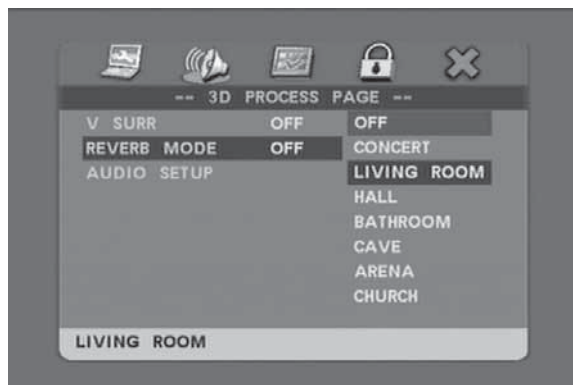 -- 3D PROCESS PAGE --
V SURR OFF OFF
REVERB MODE OFF CONCERT
AUDIO SETUP LIVING ROOM
HALL
BATHROOM
CAVE
ARENA
CHURCH
LIVING ROOM